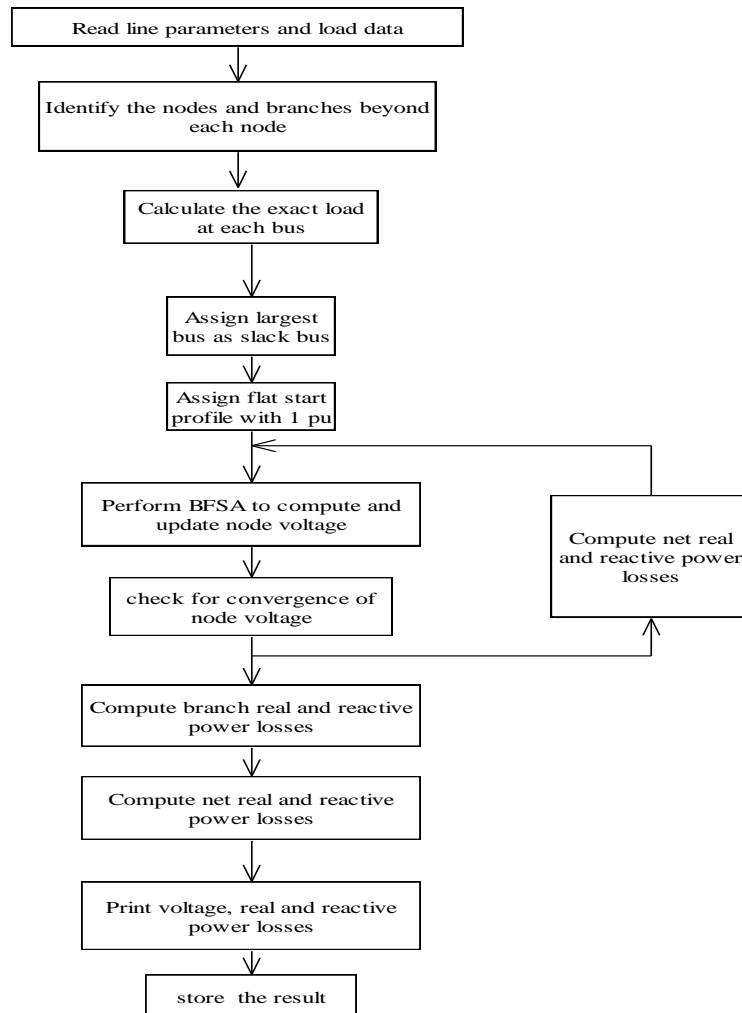 Read line parameters and load data
Identify the nodes and branches beyond
each node
Calculate the exact load
at each bus
Assign largest
bus as slack bus
Assign flat start
profile with 1 pu
Perform BFSA to compute and
update node voltage
Compute net real
and reactive power
losses
check for convergence of
node voltage
Compute branch real and reactive
power losses
Compute net real and reactive
power losses
Print voltage, real and reactive
power losses
store the result